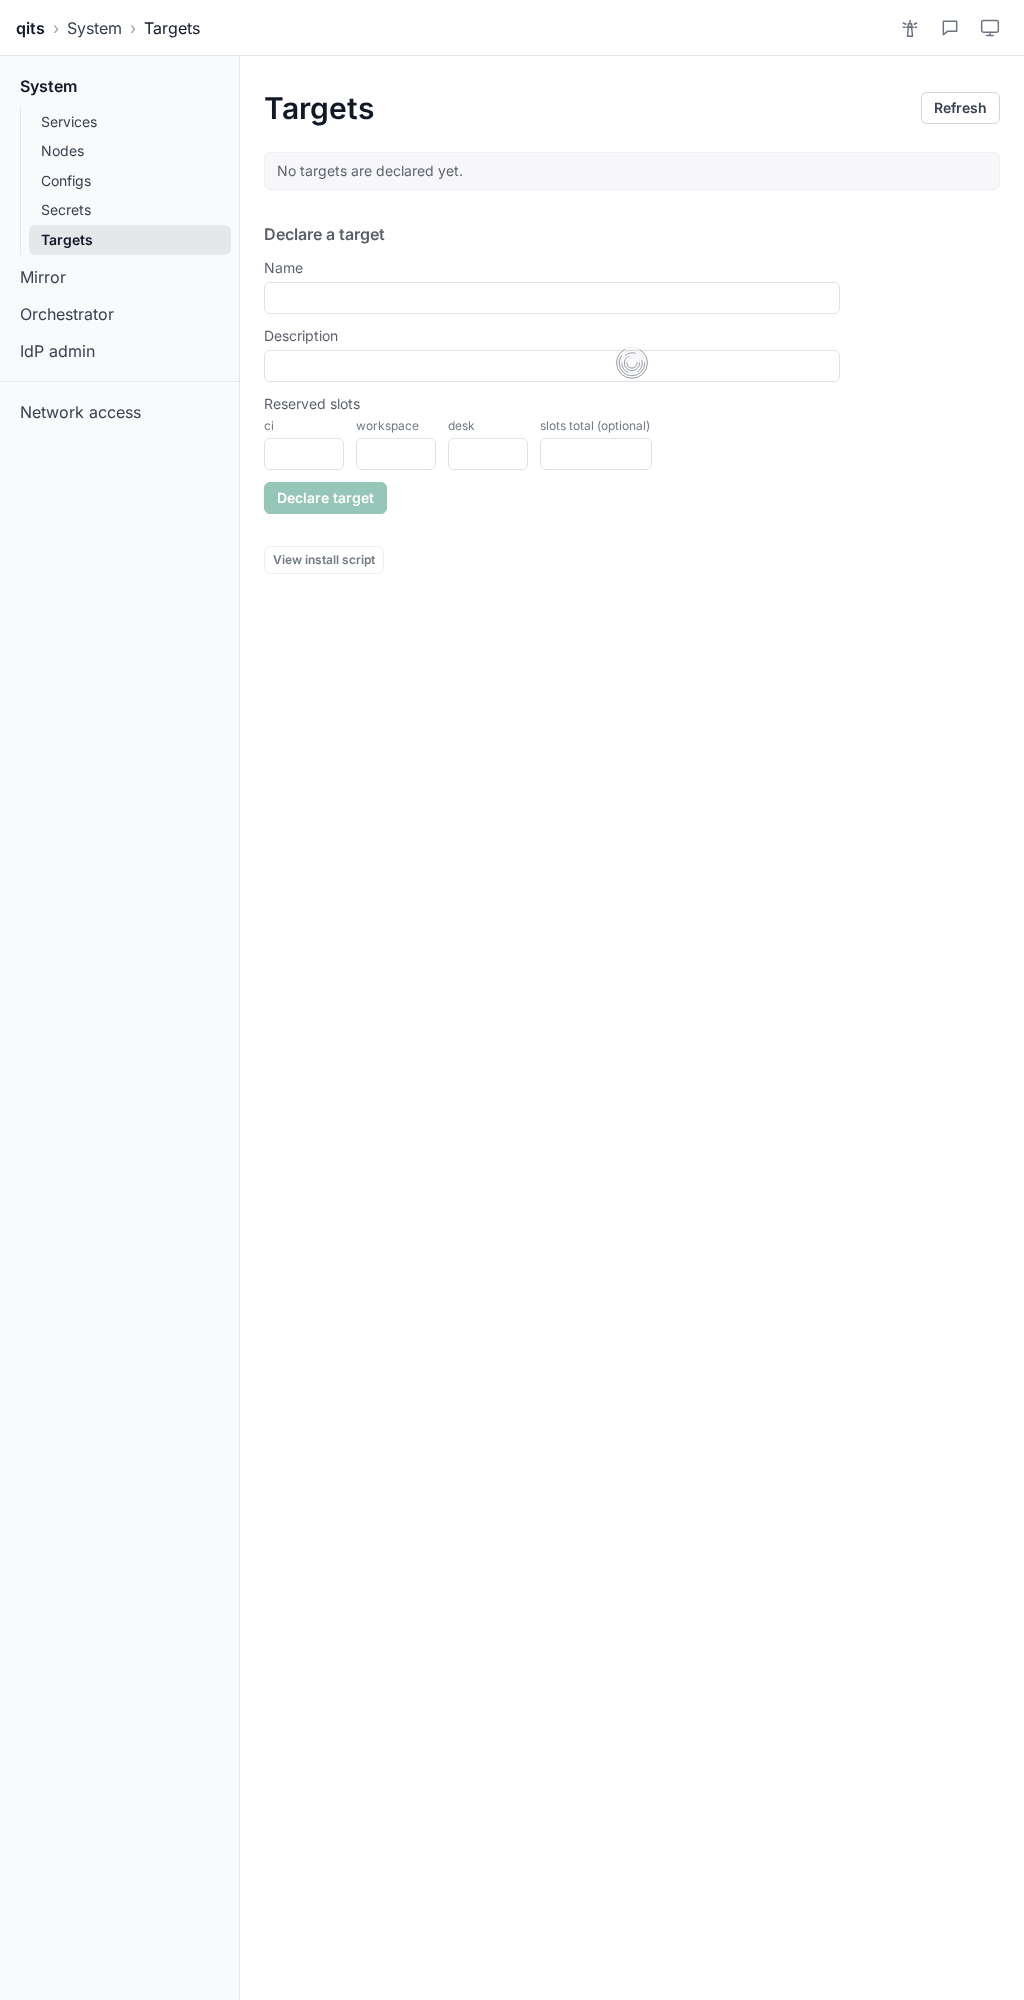 qits › System › Targets
System
Services
Nodes
Configs
Secrets
Targets
Mirror
Orchestrator
IdP admin
Network access
Targets
Refresh
No targets are declared yet.
Declare a target
Name
Description
Reserved slots
ci workspace desk slots total (optional)
Declare target
View install script